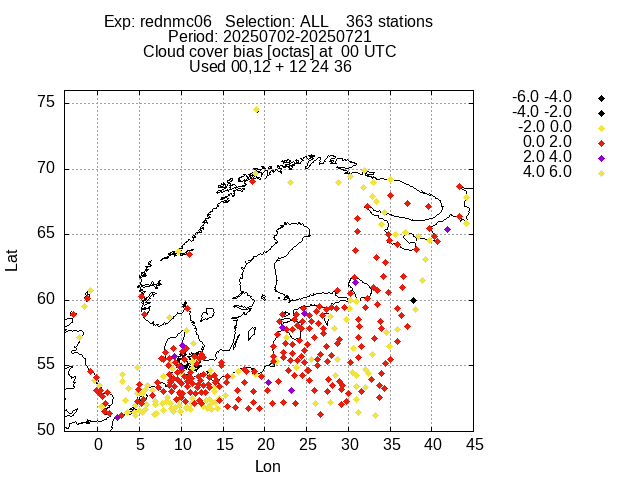 Exp: rednmc06 Selection: ALL 363 stations
Period: 20250702-20250721
Cloud cover bias [octas] at 00 UTC
Used 00,12 + 12 24 36
-6.0 -4.0
-4.0 -2.0
-2.0 0.0
0.0 2.0
2.0 4.0
4.0 6.0
75
70
65
60
55
50
Lat
0 5 10 15 20 25 30 35 40 45
Lon